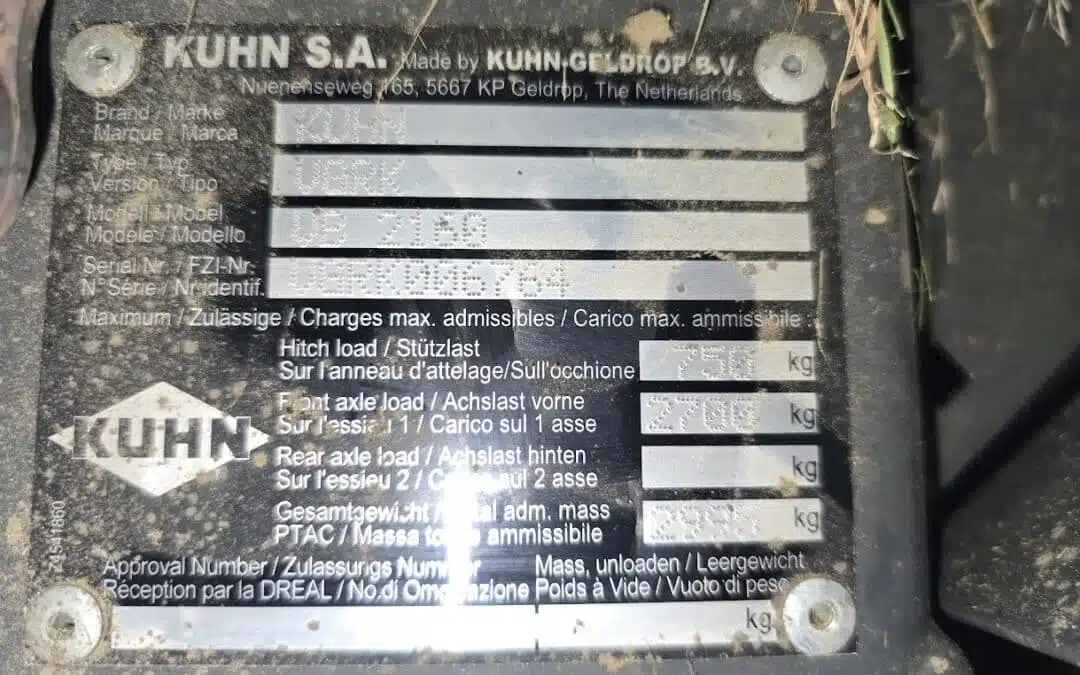 KUHN S.A. Made by KUHN-GELDROP B.V.
Nuenenseweg 165, 5667 KP Geldrop, The Netherlands
Brand / Marke
Marque / Marca
KUHN
Type / Typ
Version / Tipo
VBRK
Modell / Model
Modèle / Modello
VB 2160
Serial Nr. / FZI-Nr.
N° Série / Nr.identif.
VBRK006784
Maximum / Zulässige / Charges max. admissibles / Carico max. ammissibile
Hitch load / Stützlast
Sur l'anneau d'attelage/Sull'occhione
750 kg
Front axle load / Achslast vorne
Sur l'essieu 1 / Carico sul 1 asse
2700 kg
Rear axle load / Achslast hinten
Sur l'essieu 2 / Carico sul 2 asse
kg
Gesamtgewicht / Total adm. mass
PTAC / Massa totale ammissibile
kg
KUHN
Approval Number / Zulassungs Nummer
Réception par la DREAL / No.di Omologazione
Mass, unloaden / Leergewicht
Poids à Vide / Vuoto di peso
kg